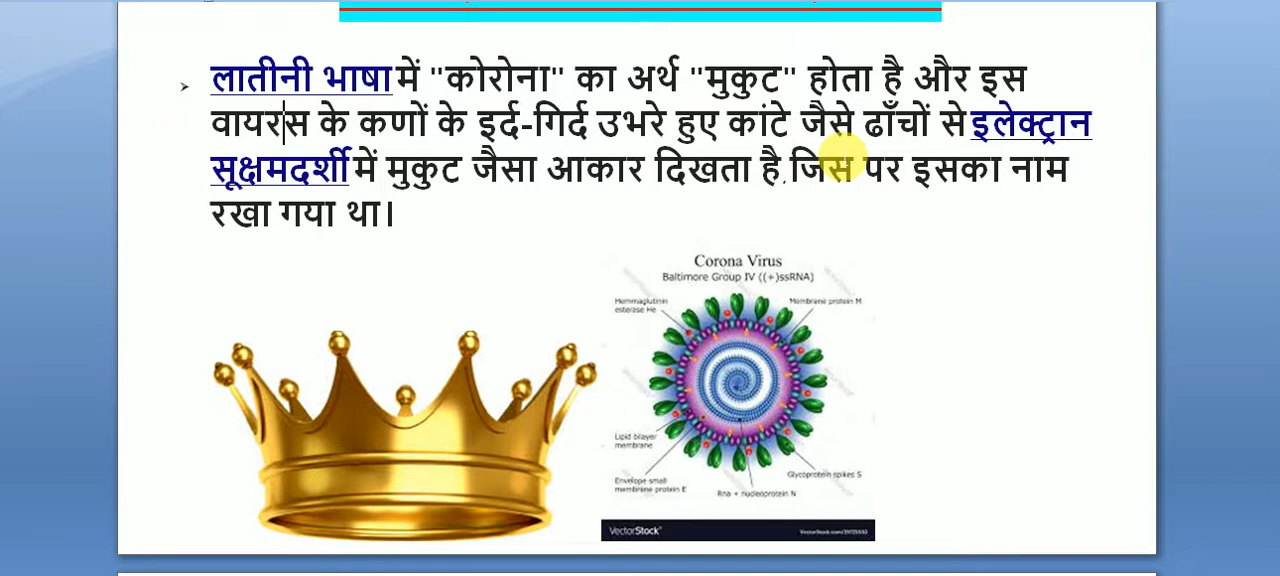 लातीनी भाषा में "कोरोना" का अर्थ "मुकुट" होता है और इस
वायरस के कणों के इर्द-गिर्द उभरे हुए कांटे जैसे ढाँचों से इलेक्ट्रान
सूक्षमदर्शी में मुकुट जैसा आकार दिखता है,जिस पर इसका नाम
रखा गया था।
Corona Virus
Baltimore Group IV ((+)ssRNA)
Hemmaglutinin
esterase He
Membrane protein M
Lipid bilayer
membrane
Glycoprotein spikes S
Envelope small
membrane protein E
Rna + nucleoprotein N
VectorStock